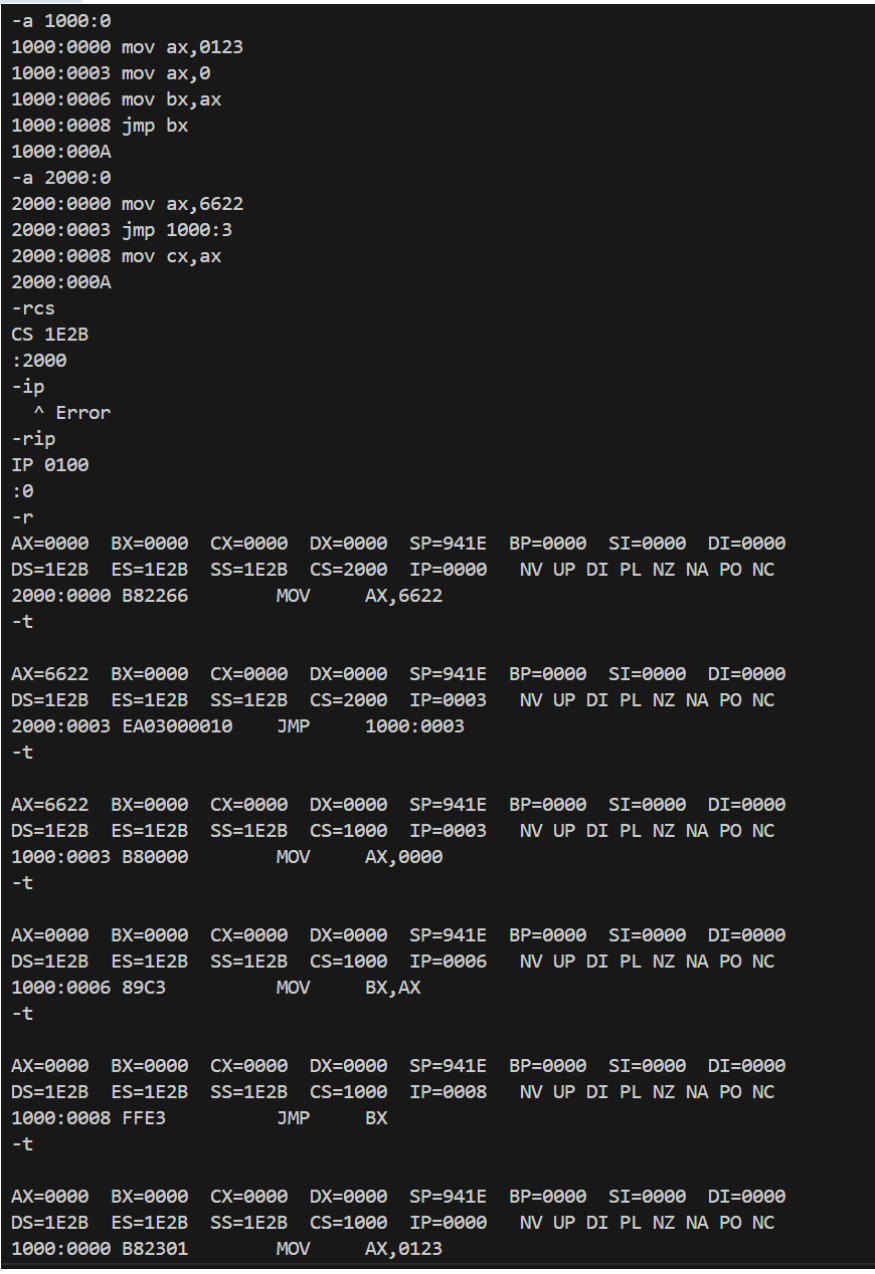 -a 1000:0
1000:0000 mov ax,0123
1000:0003 mov ax,0
1000:0006 mov bx,ax
1000:0008 jmp bx
1000:000A
-a 2000:0
2000:0000 mov ax,6622
2000:0003 jmp 1000:3
2000:0008 mov cx,ax
2000:000A
-rcs
CS 1E2B
:2000
-ip
  ^ Error
-rip
IP 0100
:0
-r
AX=0000  BX=0000  CX=0000  DX=0000  SP=941E  BP=0000  SI=0000  DI=0000
DS=1E2B  ES=1E2B  SS=1E2B  CS=2000  IP=0000   NV UP DI PL NZ NA PO NC
2000:0000 B82266        MOV     AX,6622
-t

AX=6622  BX=0000  CX=0000  DX=0000  SP=941E  BP=0000  SI=0000  DI=0000
DS=1E2B  ES=1E2B  SS=1E2B  CS=2000  IP=0003   NV UP DI PL NZ NA PO NC
2000:0003 EA03000010    JMP     1000:0003
-t

AX=6622  BX=0000  CX=0000  DX=0000  SP=941E  BP=0000  SI=0000  DI=0000
DS=1E2B  ES=1E2B  SS=1E2B  CS=1000  IP=0003   NV UP DI PL NZ NA PO NC
1000:0003 B80000        MOV     AX,0000
-t

AX=0000  BX=0000  CX=0000  DX=0000  SP=941E  BP=0000  SI=0000  DI=0000
DS=1E2B  ES=1E2B  SS=1E2B  CS=1000  IP=0006   NV UP DI PL NZ NA PO NC
1000:0006 89C3          MOV     BX,AX
-t

AX=0000  BX=0000  CX=0000  DX=0000  SP=941E  BP=0000  SI=0000  DI=0000
DS=1E2B  ES=1E2B  SS=1E2B  CS=1000  IP=0008   NV UP DI PL NZ NA PO NC
1000:0008 FFE3          JMP     BX
-t

AX=0000  BX=0000  CX=0000  DX=0000  SP=941E  BP=0000  SI=0000  DI=0000
DS=1E2B  ES=1E2B  SS=1E2B  CS=1000  IP=0000   NV UP DI PL NZ NA PO NC
1000:0000 B82301        MOV     AX,0123